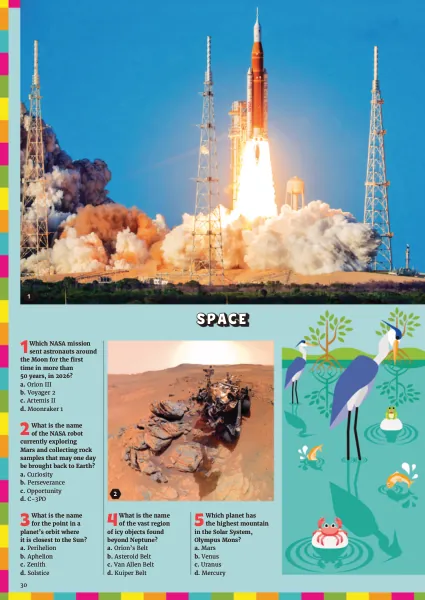 1
SPACE
1 Which NASA mission
sent astronauts around
the Moon for the first
time in more than
50 years, in 2026?
a. Orion III
b. Voyager 2
c. Artemis II
d. Moonraker 1
2 What is the name
of the NASA robot
currently exploring
Mars and collecting rock
samples that may one day
be brought back to Earth?
a. Curiosity
b. Perseverance
c. Opportunity
d. C-3PO
2
3 What is the name
for the point in a
planet's orbit where
it is closest to the Sun?
a. Perihelion
b. Aphelion
c. Zenith
d. Solstice
4 What is the name
of the vast region
of icy objects found
beyond Neptune?
a. Orion's Belt
b. Asteroid Belt
c. Van Allen Belt
d. Kuiper Belt
5 Which planet has
the highest mountain
in the Solar System,
Olympus Mons?
a. Mars
b. Venus
c. Uranus
d. Mercury
30